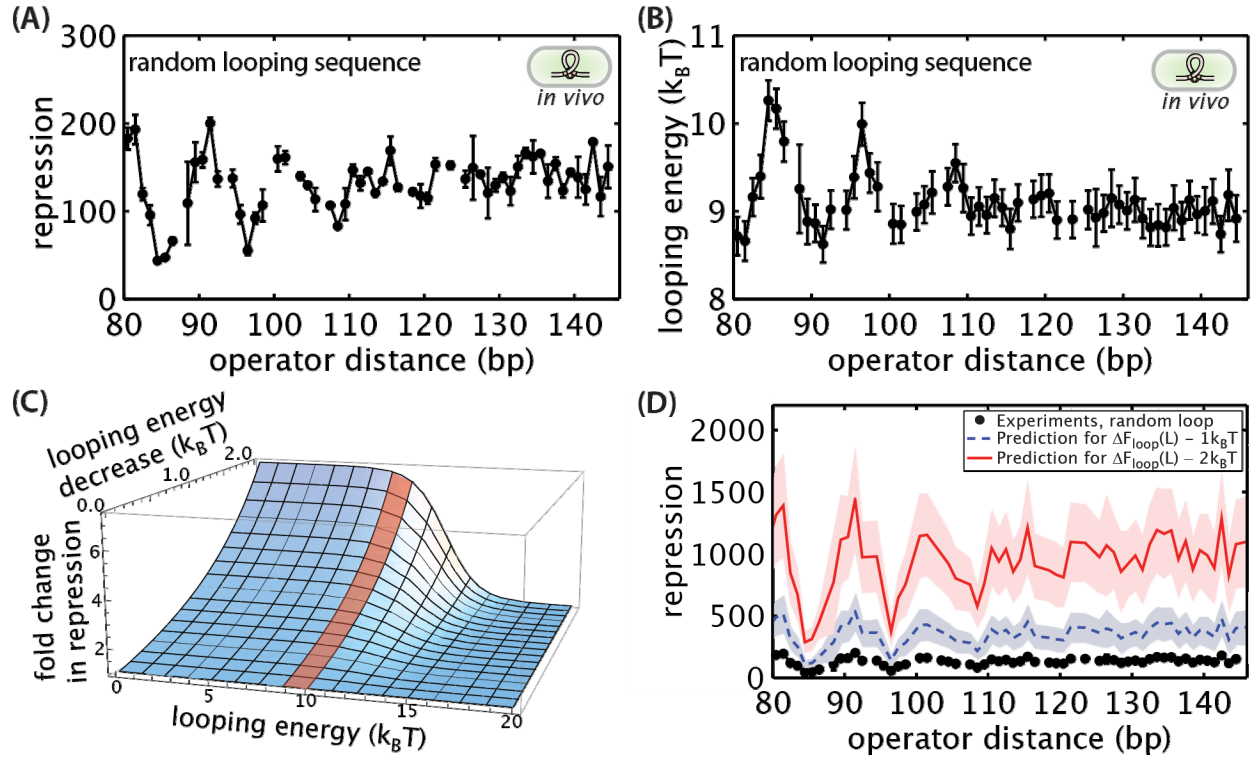 (A)
300
200
100
0
repression
random looping sequence
in vivo
80 90 100 110 120 130 140
operator distance (bp)
(B)
11
10
9
8
looping energy (kBT)
random looping sequence
in vivo
80 90 100 110 120 130 140
operator distance (bp)
(C)
looping energy
decrease (kBT)
2.0
1.0
0.0
fold change
in repression
6
4
2
0 5 10 15 20
looping energy (kBT)
(D)
2000
1500
1000
500
0
repression
Experiments, random loop
Prediction for ΔFloop(L) – 1kBT
Prediction for ΔFloop(L) – 2kBT
80 90 100 110 120 130 140
operator distance (bp)